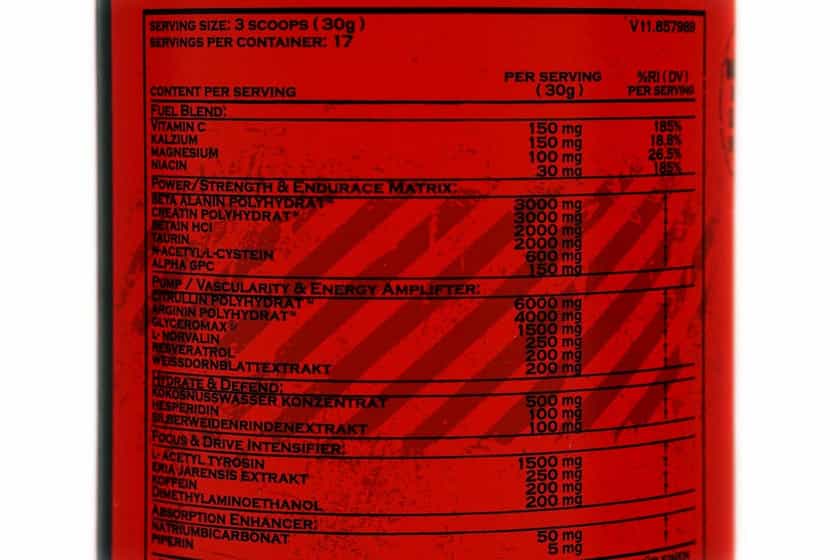 SERVING SIZE: 3 SCOOPS (30g)
V11.857989
SERVINGS PER CONTAINER: 17
CONTENT PER SERVING PER SERVING (30g) %RI (DV) PER SERVING
FUEL BLEND:
VITAMIN C 150 mg 185%
KALZIUM 150 mg 18,8%
MAGNESIUM 100 mg 26,5%
NIACIN 30 mg 185%
POWER/STRENGTH & ENDURACE MATRIX:
BETA ALANIN POLYHYDRAT™ 3000 mg
CREATIN POLYHYDRAT™ 3000 mg
BETAIN HCI 2000 mg
TAURIN 2000 mg
N-ACETYL-L-CYSTEIN 600 mg
ALPHA GPC 150 mg
PUMP / VASCULARITY & ENERGY AMPLIFTER:
CITRULLIN POLYHYDRAT™ 6000 mg
ARGININ POLYHYDRAT™ 4000 mg
GLYCEROMAX 1500 mg
L-NORVALIN 250 mg
RESVERATROL 200 mg
WEISSDORNBLATTEXTRAKT 200 mg
HYDRATE & DEFEND:
KOKOSNUSSWASSER KONZENTRAT 500 mg
HESPERIDIN 100 mg
SILBERWEIDENRINDENEXTRAKT 100 mg
FOCUS & DRIVE INTENSIFIER:
L-ACETYL TYROSIN 1500 mg
ERIA JARENSIS EXTRAKT 250 mg
KOFFEIN 200 mg
DIMETHYLAMINOETHANOL 200 mg
ABSORPTION ENHANCER:
NATRIUMBICARBONAT 50 mg
PIPERIN 5 mg